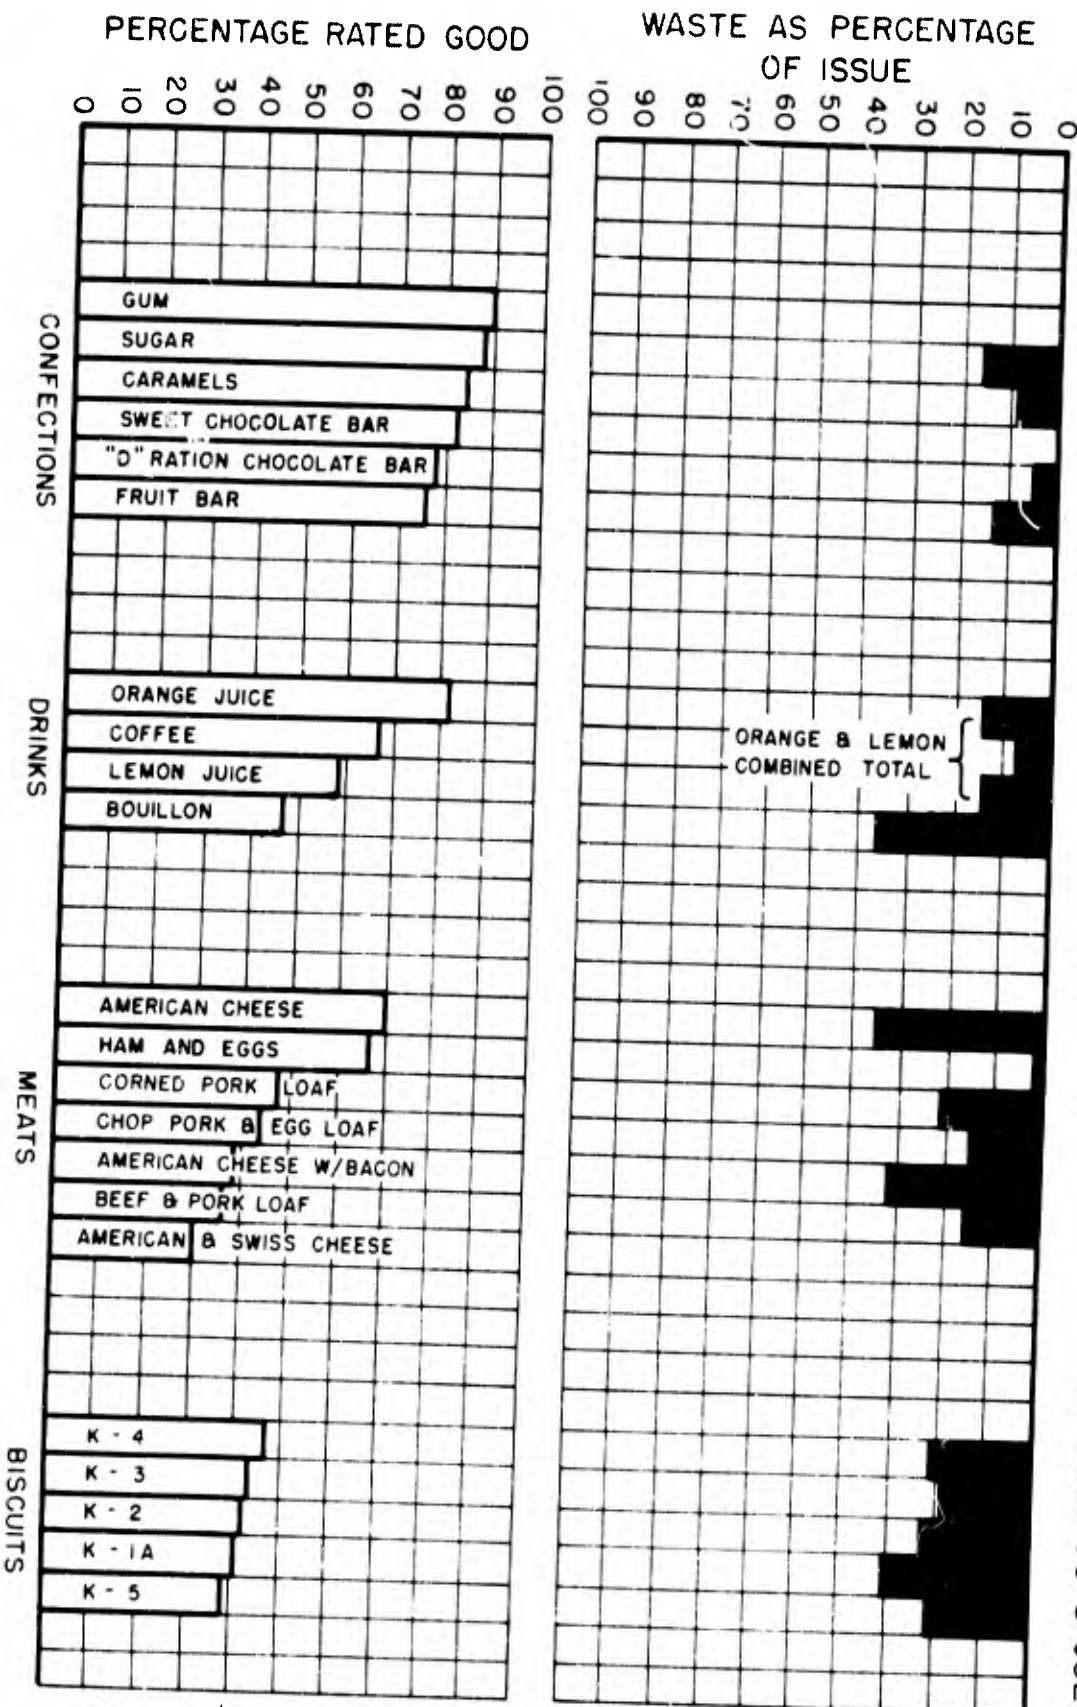 PERCENTAGE RATED GOOD
0 10 20 30 40 50 60 70 80 90 100
WASTE AS PERCENTAGE
OF ISSUE
100 90 80 70 60 50 40 30 20 10 0
CONFECTIONS
GUM
SUGAR
CARAMELS
SWEET CHOCOLATE BAR
"D" RATION CHOCOLATE BAR
FRUIT BAR
DRINKS
ORANGE JUICE
COFFEE
LEMON JUICE
BOUILLON
ORANGE & LEMON
COMBINED TOTAL
MEATS
AMERICAN CHEESE
HAM AND EGGS
CORNED PORK LOAF
CHOP PORK & EGG LOAF
AMERICAN CHEESE W/BACON
BEEF & PORK LOAF
AMERICAN & SWISS CHEESE
BISCUITS
K - 4
K - 3
K - 2
K - 1A
K - 5